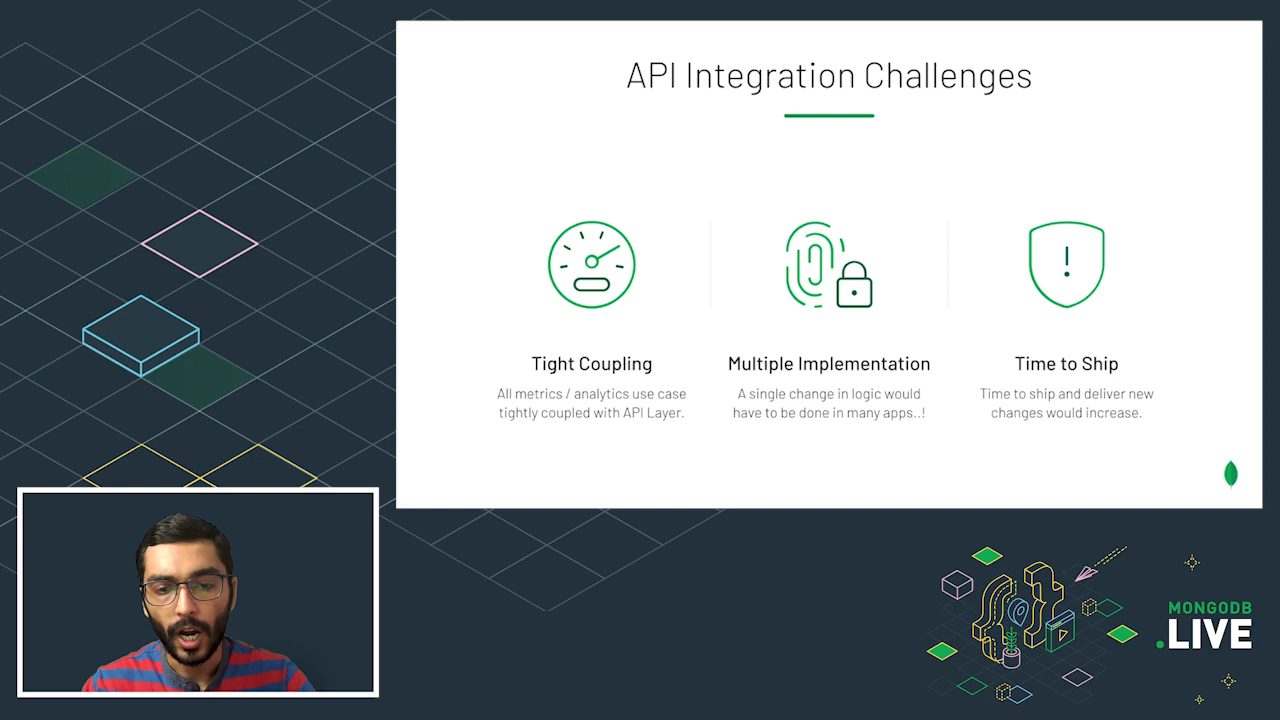 API Integration Challenges
Tight Coupling
All metrics / analytics use case
tightly coupled with API Layer.
Multiple Implementation
A single change in logic would
have to be done in many apps..!
Time to Ship
Time to ship and deliver new
changes would increase.
MONGODB
.LIVE